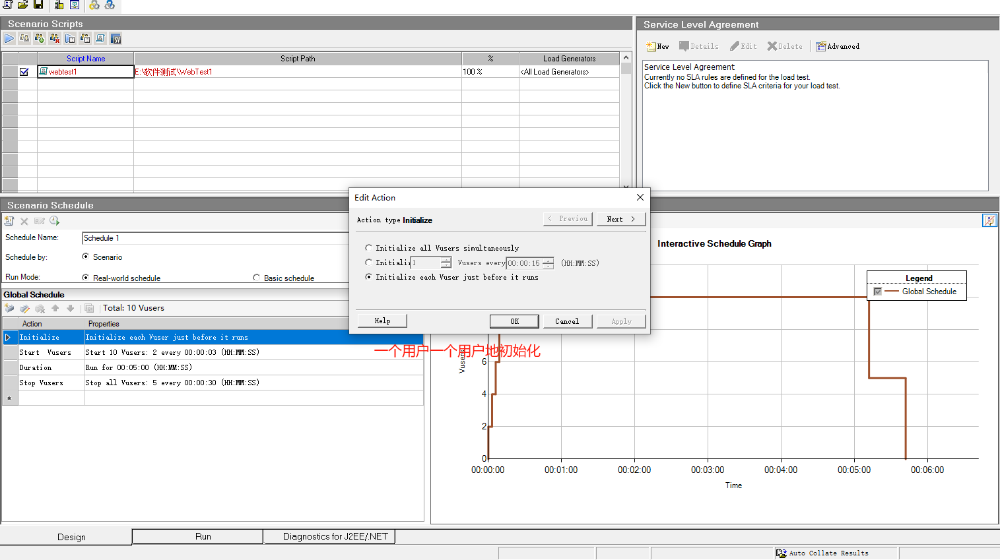 Scenario Scripts
Script Name Script Path % Load Generators
webtest1 E:\软件测试\WebTest1 100 % <All Load Generators>
Service Level Agreement
New Details Edit Delete Advanced
Service Level Agreement
Currently no SLA rules are defined for the load test.
Click the New button to define SLA criteria for your load test.
Scenario Schedule
Schedule Name: Schedule 1
Schedule by: Scenario
Run Mode: Real-world schedule Basic schedule
Global Schedule
Total: 10 Vusers
Action Properties
Initialize Initialize each Vuser just before it runs
Start Vusers Start 10 Vusers: 2 every 00:00:03 (HH:MM:SS)
Duration Run for 00:05:00 (HH:MM:SS)
Stop Vusers Stop all Vusers: 5 every 00:00:30 (HH:MM:SS)
Edit Action
Action type Initialize
< Previou Next >
Initialize all Vusers simultaneously
Initiali 1 Vusers every 00:00:15 (HH:MM:SS)
Initialize each Vuser just before it runs
Help OK Cancel Apply
一个用户一个用户地初始化
Interactive Schedule Graph
Legend
Global Schedule
Vusers
6
4
2
0
00:00:00 00:01:00 00:02:00 00:03:00 00:04:00 00:05:00 00:06:00
Time
Design Run Diagnostics for J2EE/.NET
Auto Collate Results